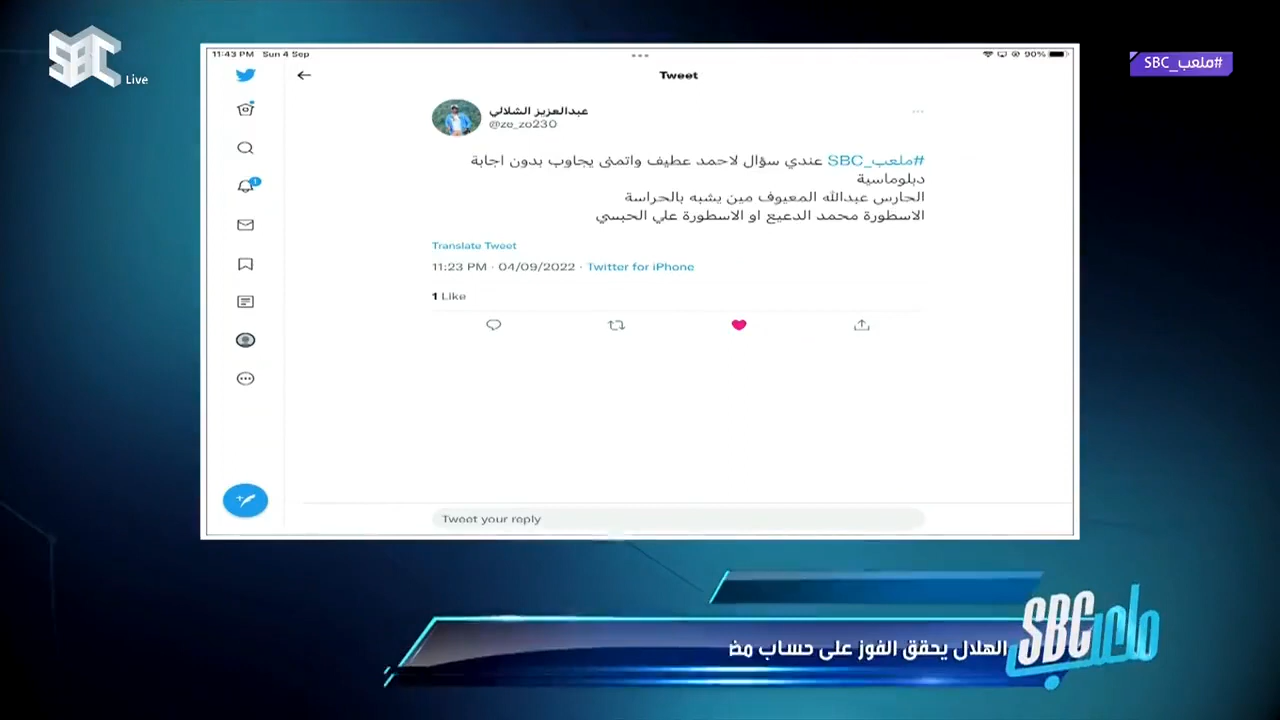 SBC
Live
#ملعب_SBC
11:43 PM Sun 4 Sep
90%
Tweet
عبدالعزيز الشلالي
@ze_zo230
#ملعب_SBC عندي سؤال لاحمد عطيف واتمنى يجاوب بدون اجابة
دبلوماسية
الحارس عبدالله المعيوف مين يشبه بالحراسة
الاسطورة محمد الدعيع او الاسطورة علي الحبسي
Translate Tweet
11:23 PM · 04/09/2022 · Twitter for iPhone
1 Like
Tweet your reply
الهلال يحقق الفوز على حساب مض
ملعب SBC